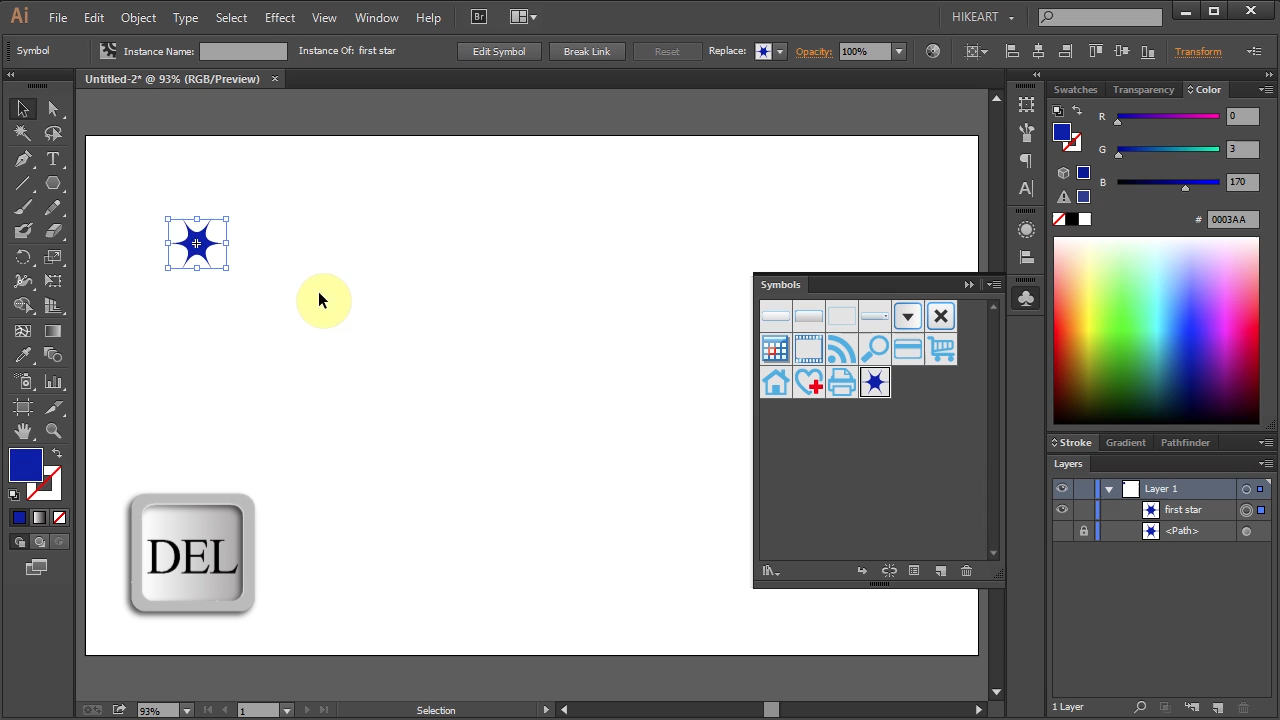 Ai File Edit Object Type Select Effect View Window Help Br HIKEART
Symbol Instance Name: Instance Of: first star Edit Symbol Break Link Reset Replace: Opacity: 100% Transform
Untitled-2* @ 93% (RGB/Preview)
Swatches Transparency Color
R 0
G 3
B 170
# 0003AA
Symbols
Stroke Gradient Pathfinder
Layers
Layer 1
first star
<Path>
1 Layer
DEL
93% 1 Selection